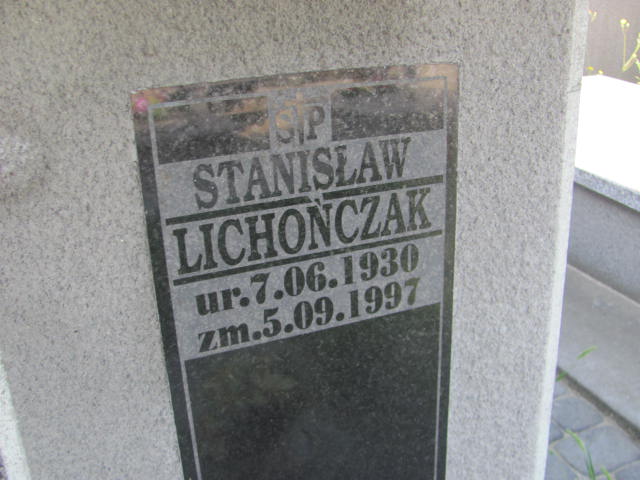 ŚP
STANISŁAW
LICHOŃCZAK
ur.7.06.1930
zm.5.09.1997